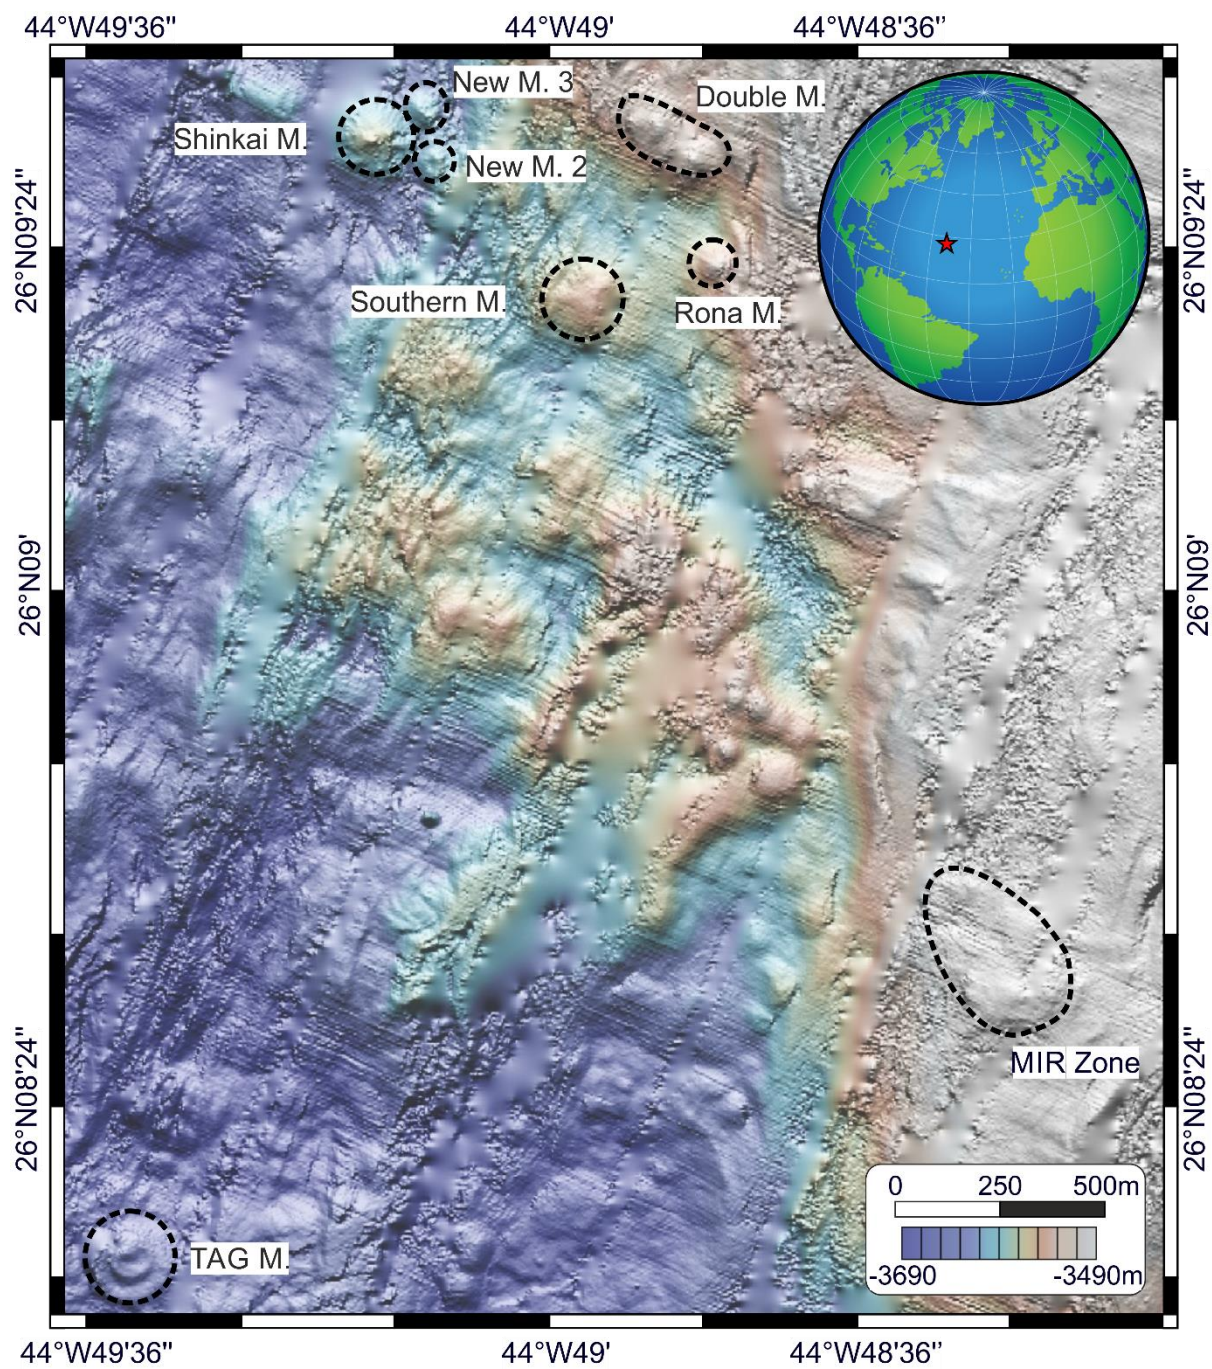 44°W49'36"
44°W49'
44°W48'36”
New M. 3
Double M.
Shinkai M.
New M. 2
26°N09'24"
26°N09'24"
Southern M.
Rona M.
26°N09'
26°N09'
MIR Zone
26°N08'24"
26°N08'24"
0 250 500m
-3690 -3490m
TAG M.
44°W49'36"
44°W49'
44°W48'36”